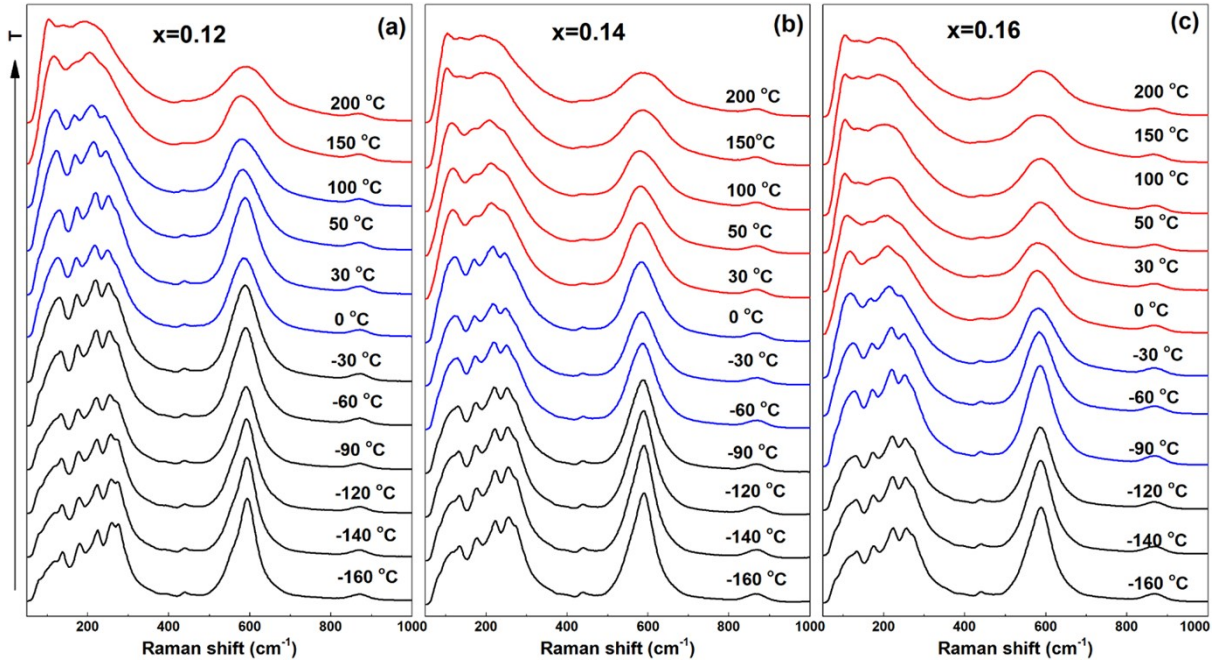 T
(a)
x=0.12
200 °C
150 °C
100 °C
50 °C
30 °C
0 °C
-30 °C
-60 °C
-90 °C
-120 °C
-140 °C
-160 °C
200 400 600 800 1000
Raman shift (cm⁻¹)
(b)
x=0.14
200 °C
150°C
100 °C
50 °C
30 °C
0 °C
-30 °C
-60 °C
-90 °C
-120 °C
-140 °C
-160 °C
200 400 600 800 1000
Raman shift (cm⁻¹)
(c)
x=0.16
200 °C
150 °C
100 °C
50 °C
30 °C
0 °C
-30 °C
-60 °C
-90 °C
-120 °C
-140 °C
-160 °C
200 400 600 800 1000
Raman shift (cm⁻¹)